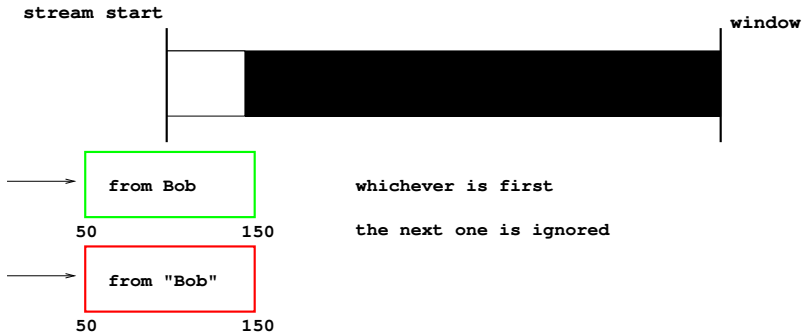 stream start
window
from Bob
whichever is first
50 150
the next one is ignored
from "Bob"
50 150